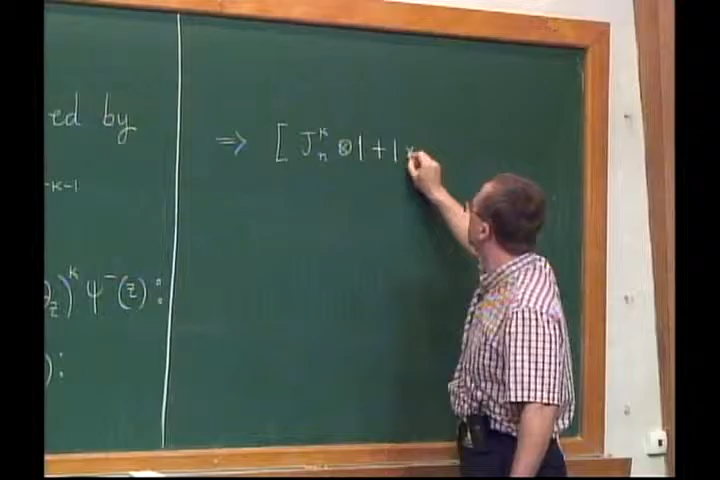 ed by
-k-1
∂z)^k ψ^-(z) :
) :
⇒ [ J_n^k ⊗ 1 + 1 ×